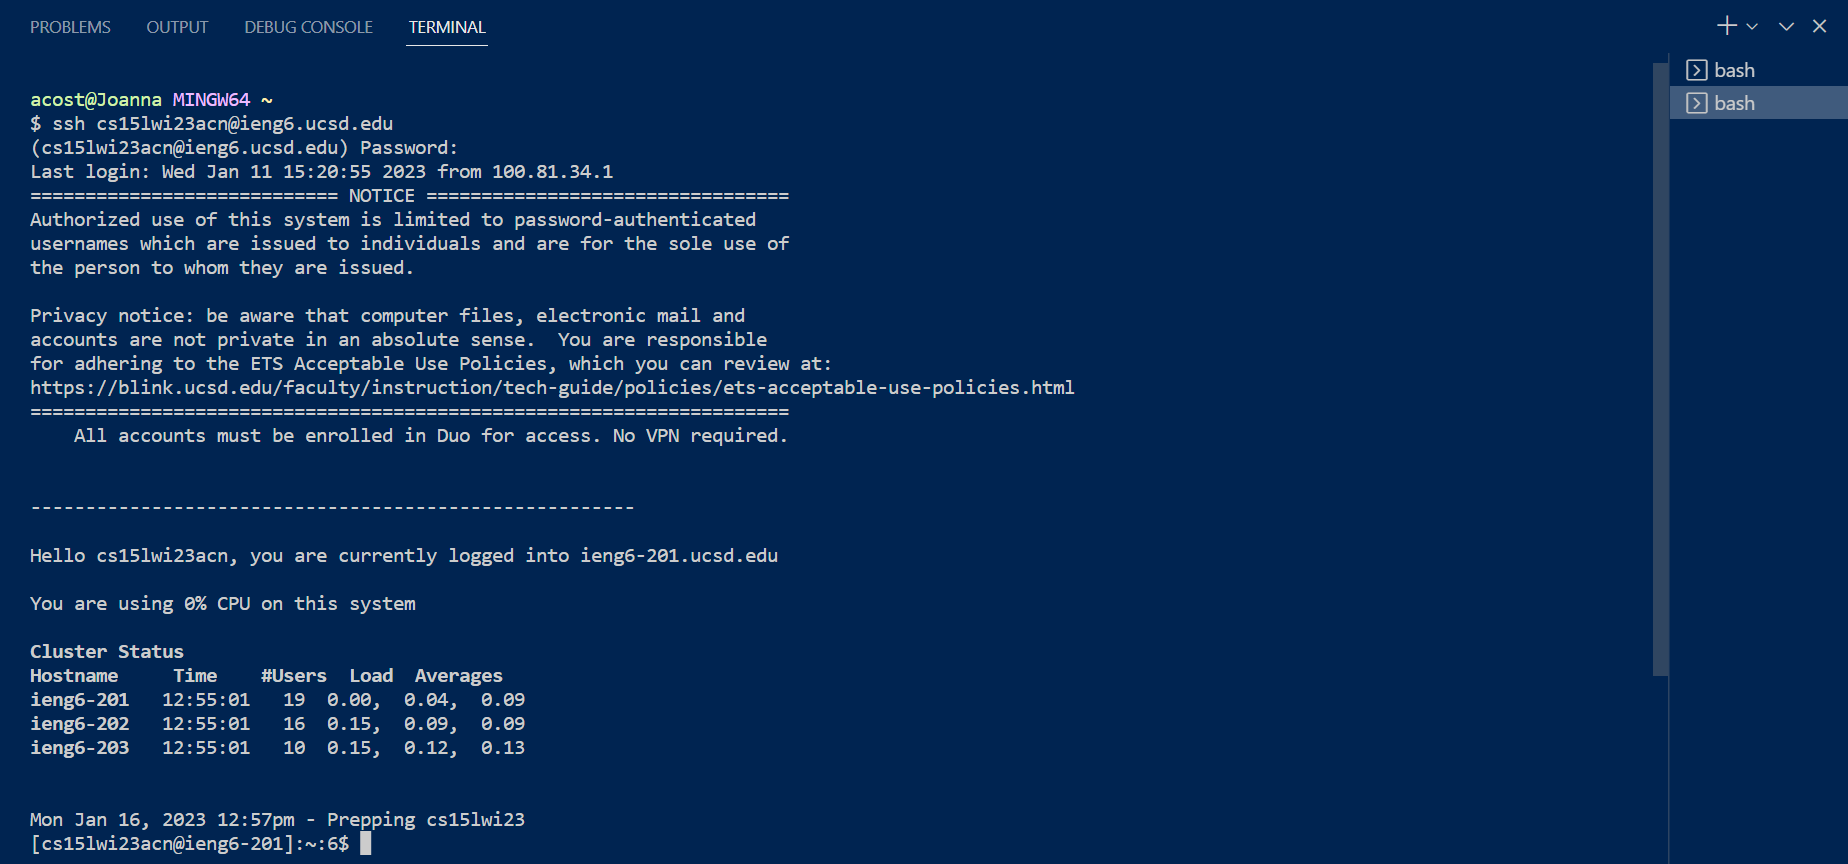 PROBLEMS OUTPUT DEBUG CONSOLE TERMINAL
bash
bash
acost@Joanna MINGW64 ~
$ ssh cs15lwi23acn@ieng6.ucsd.edu
(cs15lwi23acn@ieng6.ucsd.edu) Password:
Last login: Wed Jan 11 15:20:55 2023 from 100.81.34.1
============================ NOTICE =================================
Authorized use of this system is limited to password-authenticated
usernames which are issued to individuals and are for the sole use of
the person to whom they are issued.
Privacy notice: be aware that computer files, electronic mail and
accounts are not private in an absolute sense.  You are responsible
for adhering to the ETS Acceptable Use Policies, which you can review at:
https://blink.ucsd.edu/faculty/instruction/tech-guide/policies/ets-acceptable-use-policies.html
=====================================================================
All accounts must be enrolled in Duo for access. No VPN required.
-------------------------------------------------------
Hello cs15lwi23acn, you are currently logged into ieng6-201.ucsd.edu
You are using 0% CPU on this system
Cluster Status
Hostname     Time    #Users  Load  Averages
ieng6-201   12:55:01   19  0.00,  0.04,  0.09
ieng6-202   12:55:01   16  0.15,  0.09,  0.09
ieng6-203   12:55:01   10  0.15,  0.12,  0.13
Mon Jan 16, 2023 12:57pm - Prepping cs15lwi23
[cs15lwi23acn@ieng6-201]:~:6$